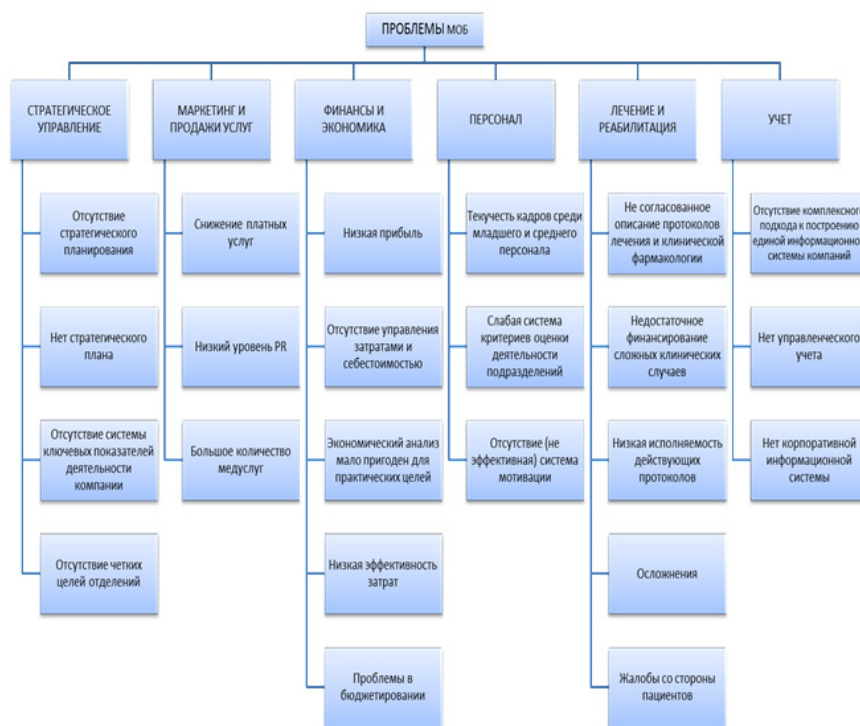 ПРОБЛЕМЫ МОБ
СТРАТЕГИЧЕСКОЕ
УПРАВЛЕНИЕ
Отсутствие
стратегического
планирования
Нет стратегического
плана
Отсутствие системы
ключевых показателей
деятельности
компании
Отсутствие четких
целей отделений
МАРКЕТИНГ И
ПРОДАЖИ УСЛУГ
Снижение платных
услуг
Низкий уровень PR
Большое количество
медуслуг
ФИНАНСЫ И
ЭКОНОМИКА
Низкая прибыль
Отсутствие управления
затратами и
себестоимостью
Экономический анализ
мало пригоден для
практических целей
Низкая эффективность
затрат
Проблемы в
бюджетировании
ПЕРСОНАЛ
Текучесть кадров среди
младшего и среднего
персонала
Слабая система
критериев оценки
деятельности
подразделений
Отсутствие (не
эффективная) система
мотивации
ЛЕЧЕНИЕ И
РЕАБИЛИТАЦИЯ
Не согласованное
описание протоколов
лечения и клинической
фармакологии
Недостаточное
финансирование
сложных клинических
случаев
Низкая исполняемость
действующих
протоколов
Осложнения
Жалобы со стороны
пациентов
УЧЕТ
Отсутствие комплексного
подхода к построению
единой информационной
системы компаний
Нет управленческого
учета
Нет корпоративной
информационной
системы